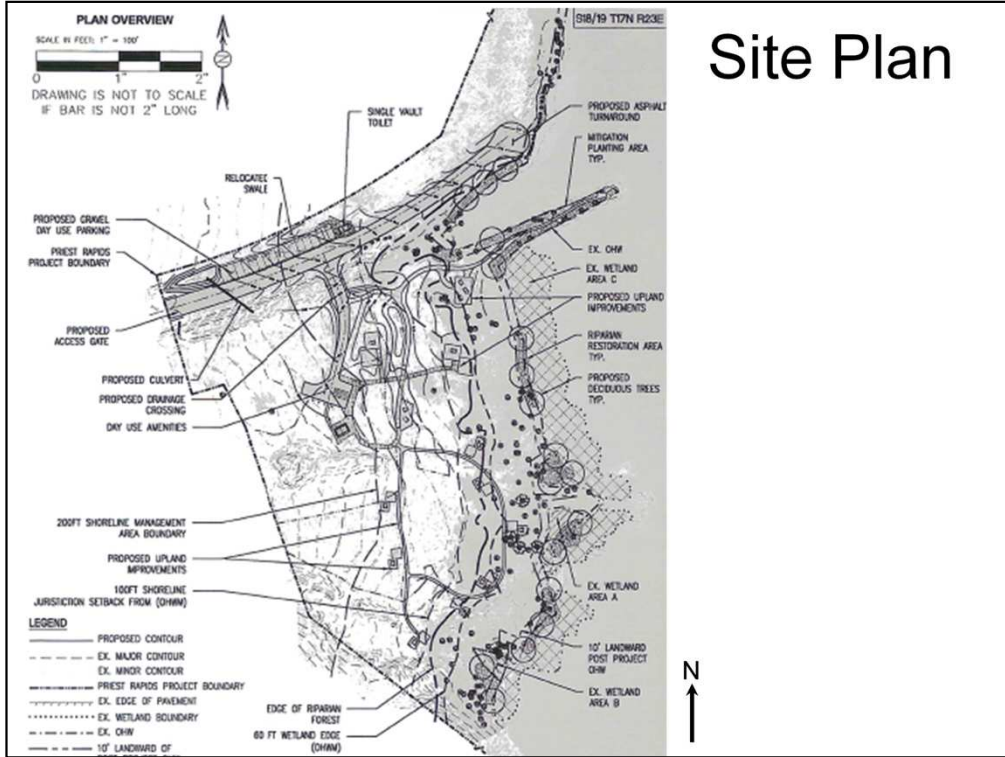 PLAN OVERVIEW
SCALE IN FEET: 1" = 100'
0 1" 2"
DRAWING IS NOT TO SCALE
IF BAR IS NOT 2" LONG
N
S18/19 T17N R23E
Site Plan
SINGLE VAULT
TOILET
PROPOSED ASPHALT
TURNAROUND
MITIGATION
PLANTING AREA
TYP.
RELOCATED
SWALE
PROPOSED GRAVEL
DAY USE PARKING
PRIEST RAPIDS
PROJECT BOUNDARY
EX. OHW
EX. WETLAND
AREA C
PROPOSED UPLAND
IMPROVEMENTS
PROPOSED
ACCESS GATE
RIPARIAN
RESTORATION AREA
TYP.
PROPOSED CULVERT
PROPOSED
DECIDUOUS TREES
TYP.
PROPOSED DRAINAGE
CROSSING
DAY USE AMENITIES
200FT SHORELINE MANAGEMENT
AREA BOUNDARY
PROPOSED UPLAND
IMPROVEMENTS
100FT SHORELINE
JURISTICTION SETBACK FROM (OHWM)
EX. WETLAND
AREA A
LEGEND
PROPOSED CONTOUR
EX. MAJOR CONTOUR
EX. MINOR CONTOUR
PRIEST RAPIDS PROJECT BOUNDARY
EX. EDGE OF PAVEMENT
EX. WETLAND BOUNDARY
EX. OHW
10' LANDWARD OF
10' LANDWARD
POST PROJECT
OHW
EX. WETLAND
AREA B
EDGE OF RIPARIAN
FOREST
60 FT WETLAND EDGE
(OHWM)
N